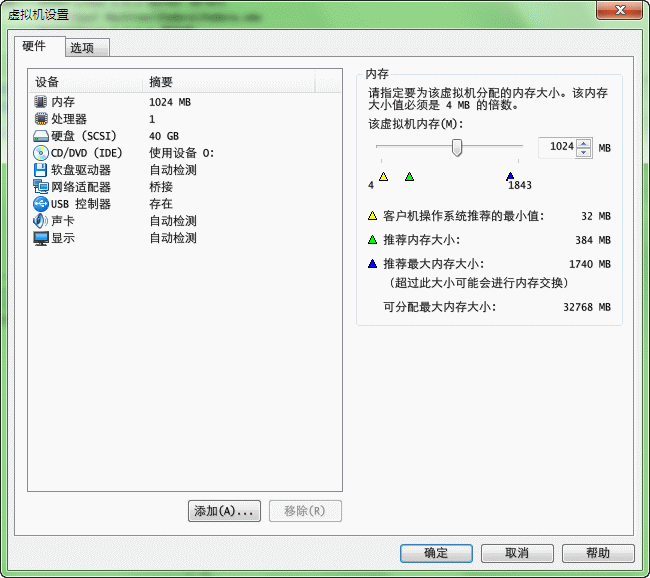 虚拟机设置
硬件
选项
设备 摘要
内存 1024 MB
处理器 1
硬盘 (SCSI) 40 GB
CD/DVD (IDE) 使用设备 O:
软盘驱动器 自动检测
网络适配器 桥接
USB 控制器 存在
声卡 自动检测
显示 自动检测
添加(A)...
移除(R)
内存
请指定要为该虚拟机分配的内存大小。该内存
大小值必须是 4 MB 的倍数。
该虚拟机内存(M):
1024 MB
4
1843
客户机操作系统推荐的最小值: 32 MB
推荐内存大小: 384 MB
推荐最大内存大小: 1740 MB
(超过此大小可能会进行内存交换)
可分配最大内存大小: 32768 MB
确定
取消
帮助